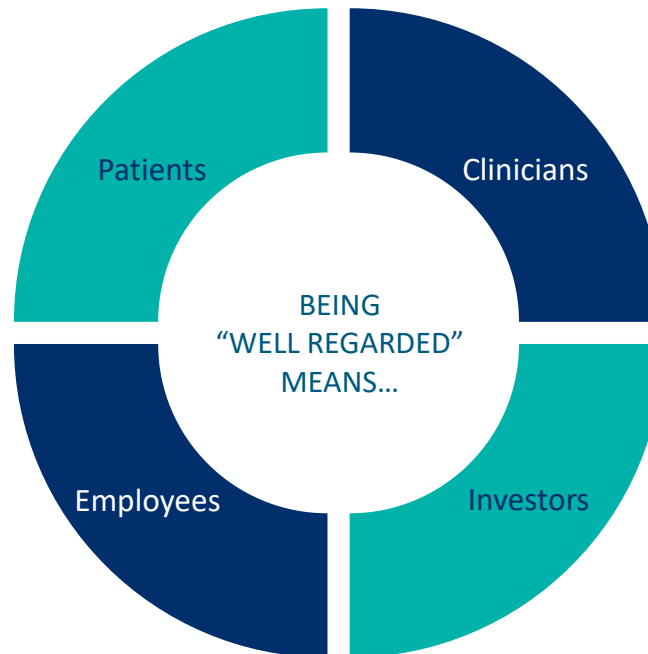 Patients
Clinicians
BEING
“WELL REGARDED”
MEANS…
Employees
Investors